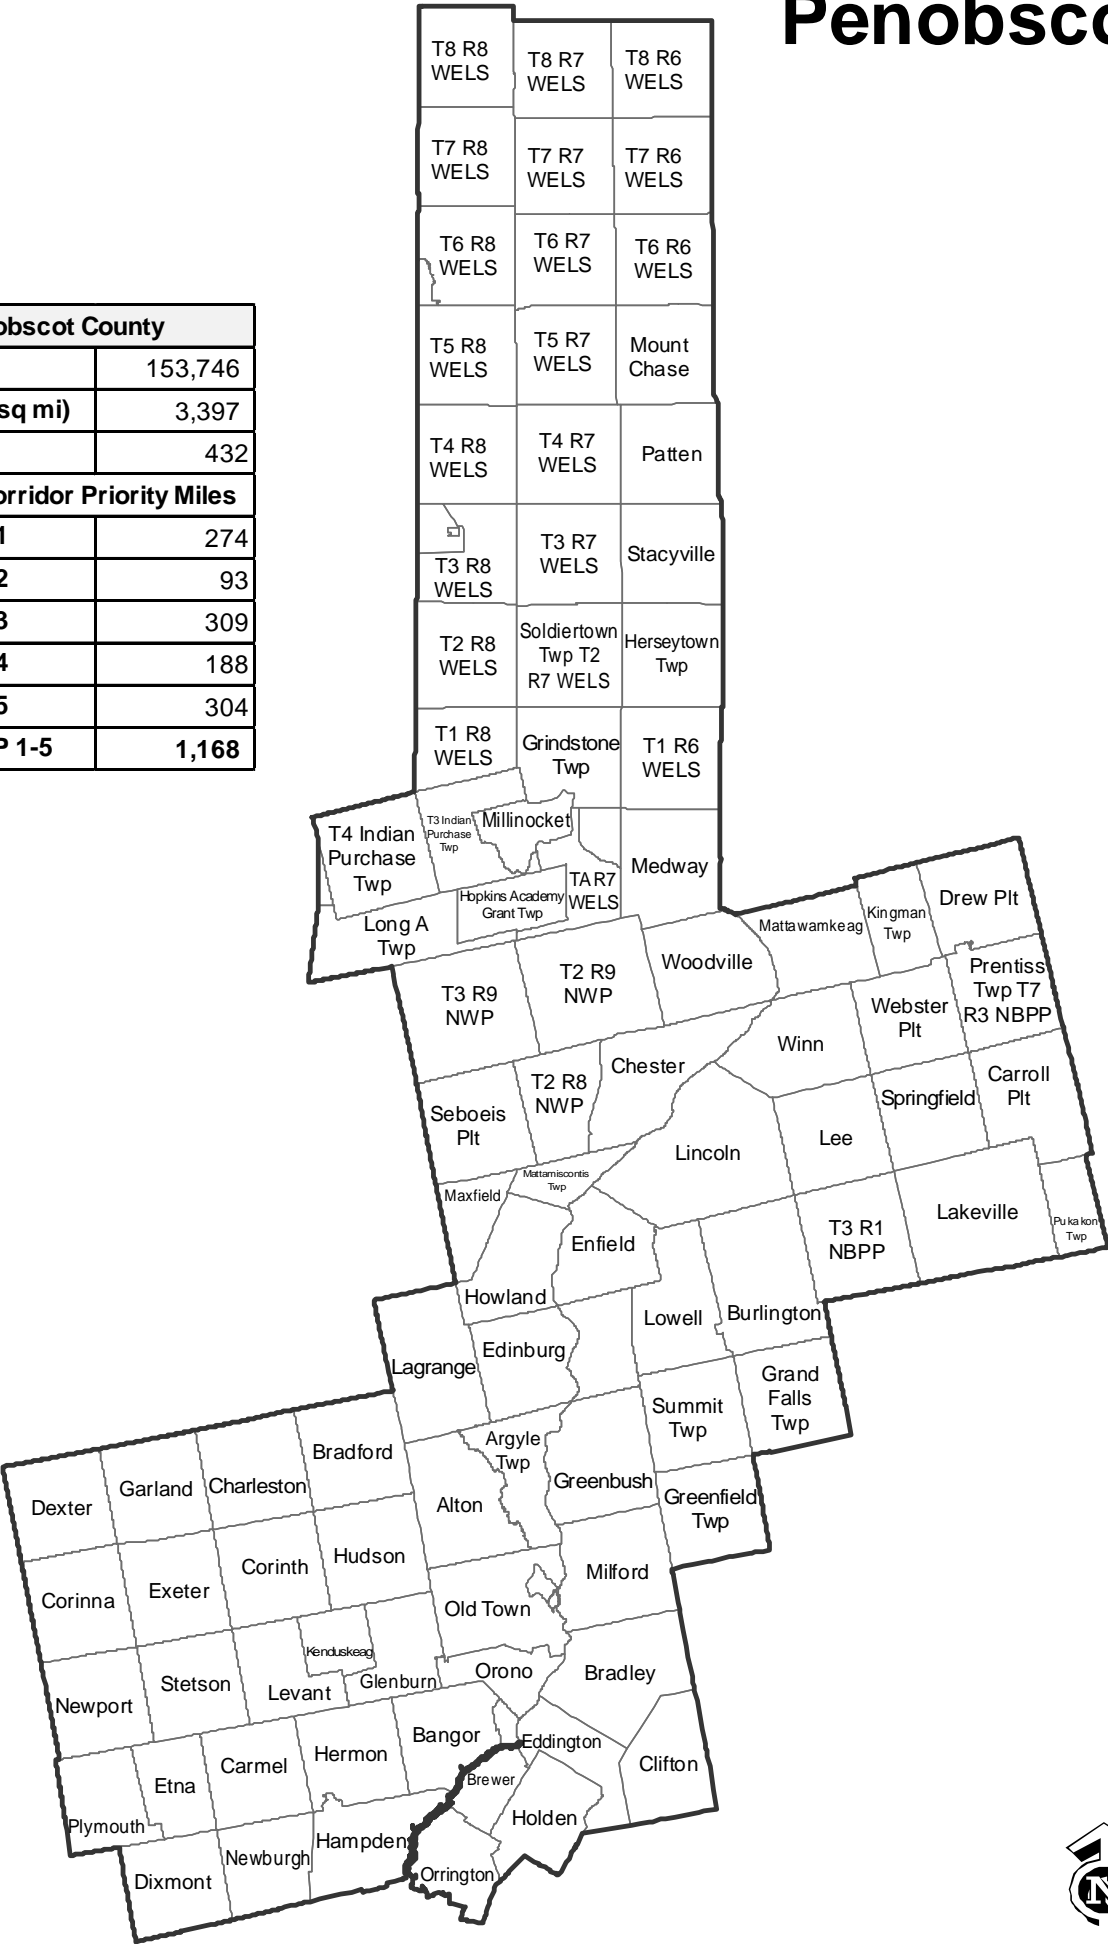 Penobsco
T8 R8
WELS
T8 R7
WELS
T8 R6
WELS
T7 R8
WELS
T7 R7
WELS
T7 R6
WELS
T6 R8
WELS
T6 R7
WELS
T6 R6
WELS
obscot County
153,746
sq mi)
3,397
432
orridor Priority Miles
1
274
2
93
3
309
4
188
5
304
P 1-5
1,168
T5 R8
WELS
T5 R7
WELS
Mount
Chase
T4 R8
WELS
T4 R7
WELS
Patten
T3 R8
WELS
T3 R7
WELS
Stacyville
T2 R8
WELS
Soldiertown
Twp T2
R7 WELS
Herseytown
Twp
T1 R8
WELS
Grindstone
Twp
T1 R6
WELS
T4 Indian
Purchase
Twp
T3 Indian
Purchase
Twp
Millinocket
Medway
Hopkins Academy
Grant Twp
TA R7
WELS
Long A
Twp
Mattawamkeag
Kingman
Twp
Drew Plt
T3 R9
NWP
T2 R9
NWP
Woodville
Prentiss
Twp T7
R3 NBPP
Webster
Plt
Winn
Chester
T2 R8
NWP
Seboeis
Plt
Springfield
Carroll
Plt
Lee
Lincoln
Mattamiscontis
Twp
Maxfield
Enfield
T3 R1
NBPP
Lakeville
Pukakon
Twp
Howland
Lowell
Burlington
Edinburg
Lagrange
Grand
Falls
Twp
Summit
Twp
Argyle
Twp
Greenbush
Greenfield
Twp
Bradford
Charleston
Garland
Dexter
Alton
Milford
Hudson
Corinth
Exeter
Corinna
Old Town
Kenduskeag
Orono
Bradley
Glenburn
Levant
Stetson
Newport
Bangor
Eddington
Clifton
Hermon
Carmel
Etna
Brewer
Holden
Plymouth
Hampden
Newburgh
Dixmont
Orrington
N